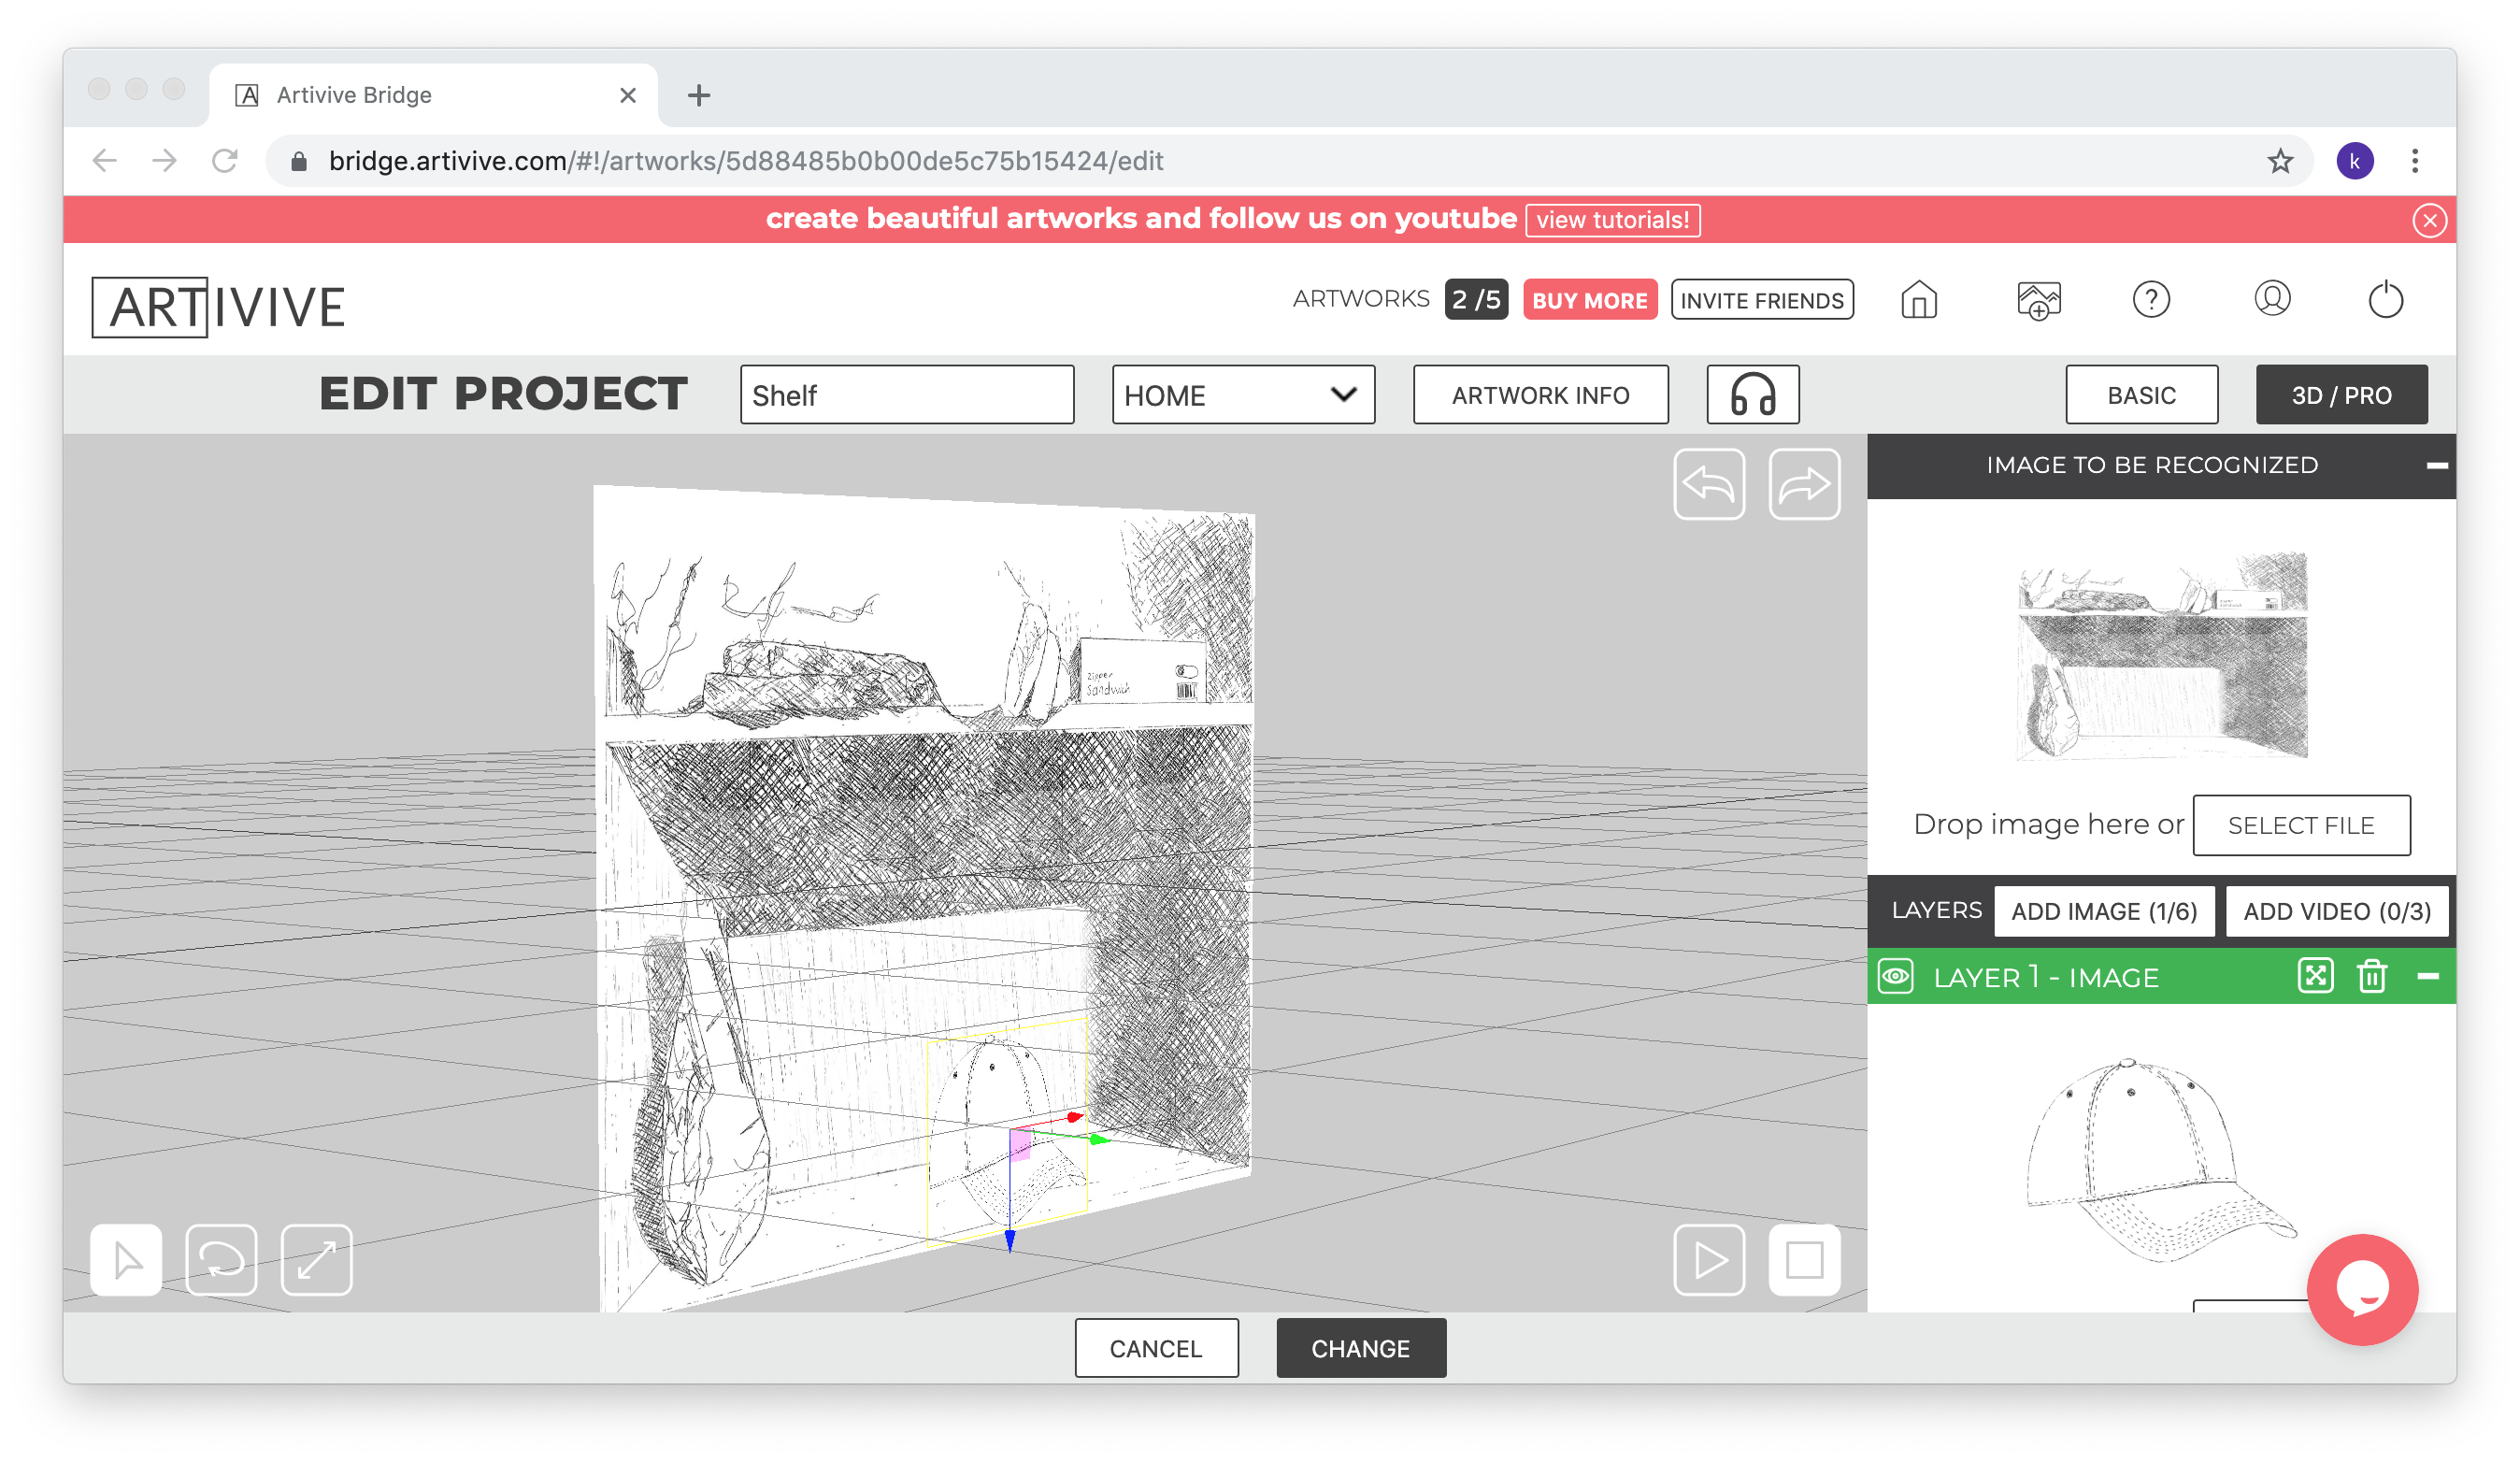 Artivive Bridge
bridge.artivive.com/#!/artworks/5d88485b0b00de5c75b15424/edit
k
create beautiful artworks and follow us on youtube view tutorials!
ARTIVIVE
ARTWORKS 2 /5 BUY MORE INVITE FRIENDS
EDIT PROJECT Shelf HOME ARTWORK INFO BASIC 3D / PRO
IMAGE TO BE RECOGNIZED
Zipper
Sandwich
Drop image here or SELECT FILE
LAYERS ADD IMAGE (1/6) ADD VIDEO (0/3)
LAYER 1 - IMAGE
CANCEL CHANGE